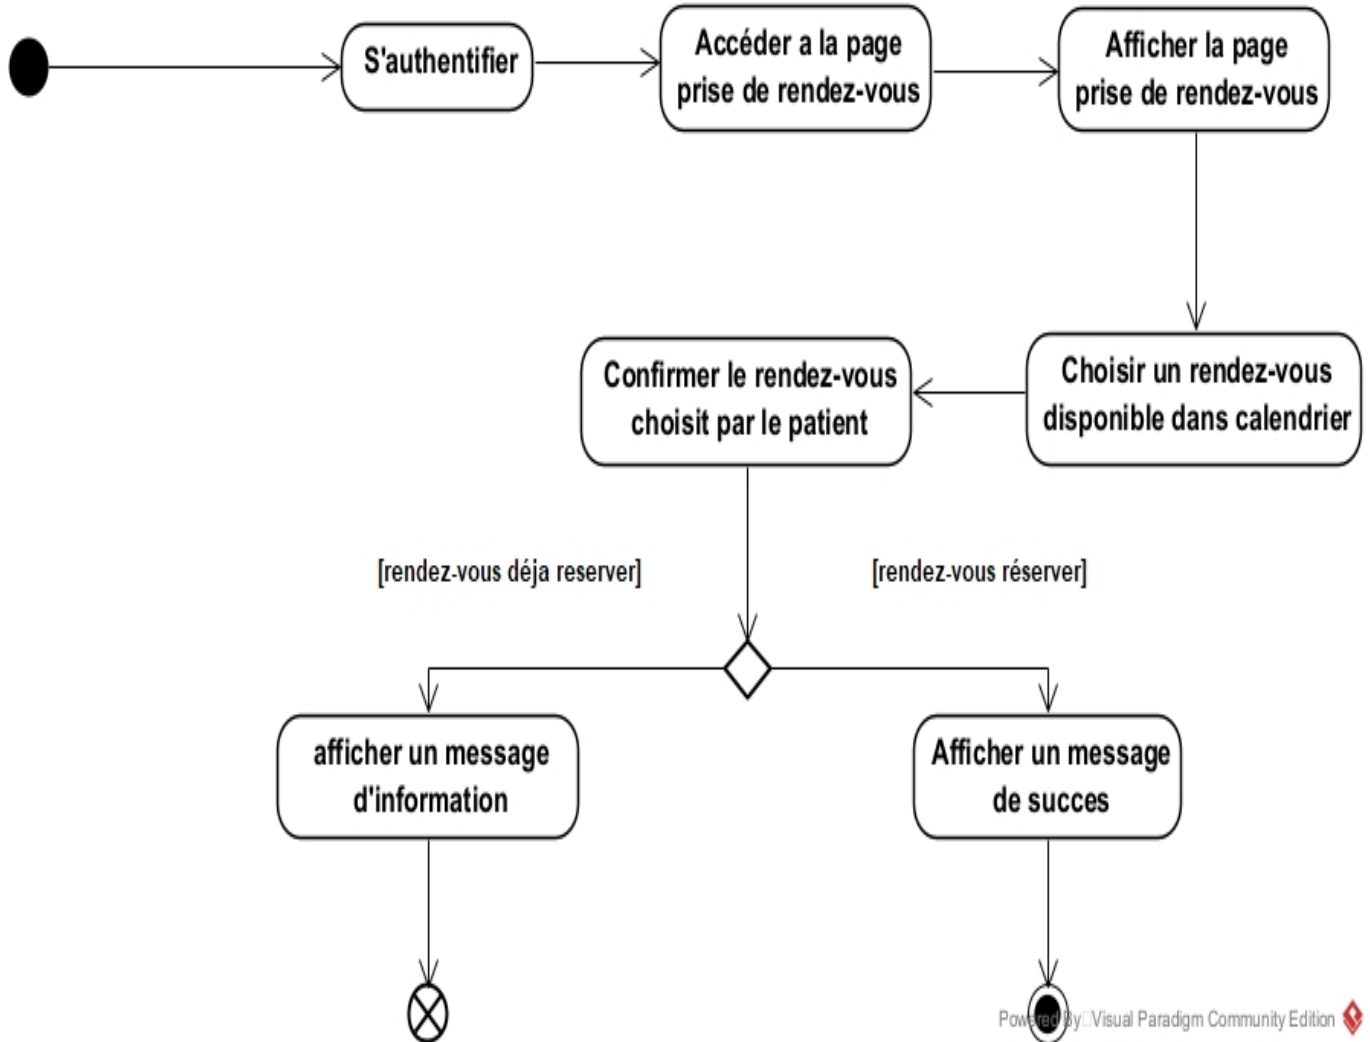 S'authentifier
Accéder a la page
prise de rendez-vous
Afficher la page
prise de rendez-vous
Choisir un rendez-vous
disponible dans calendrier
Confirmer le rendez-vous
choisit par le patient
[rendez-vous déja reserver]
[rendez-vous réserver]
afficher un message
d'information
Afficher un message
de succes
Powered By Visual Paradigm Community Edition